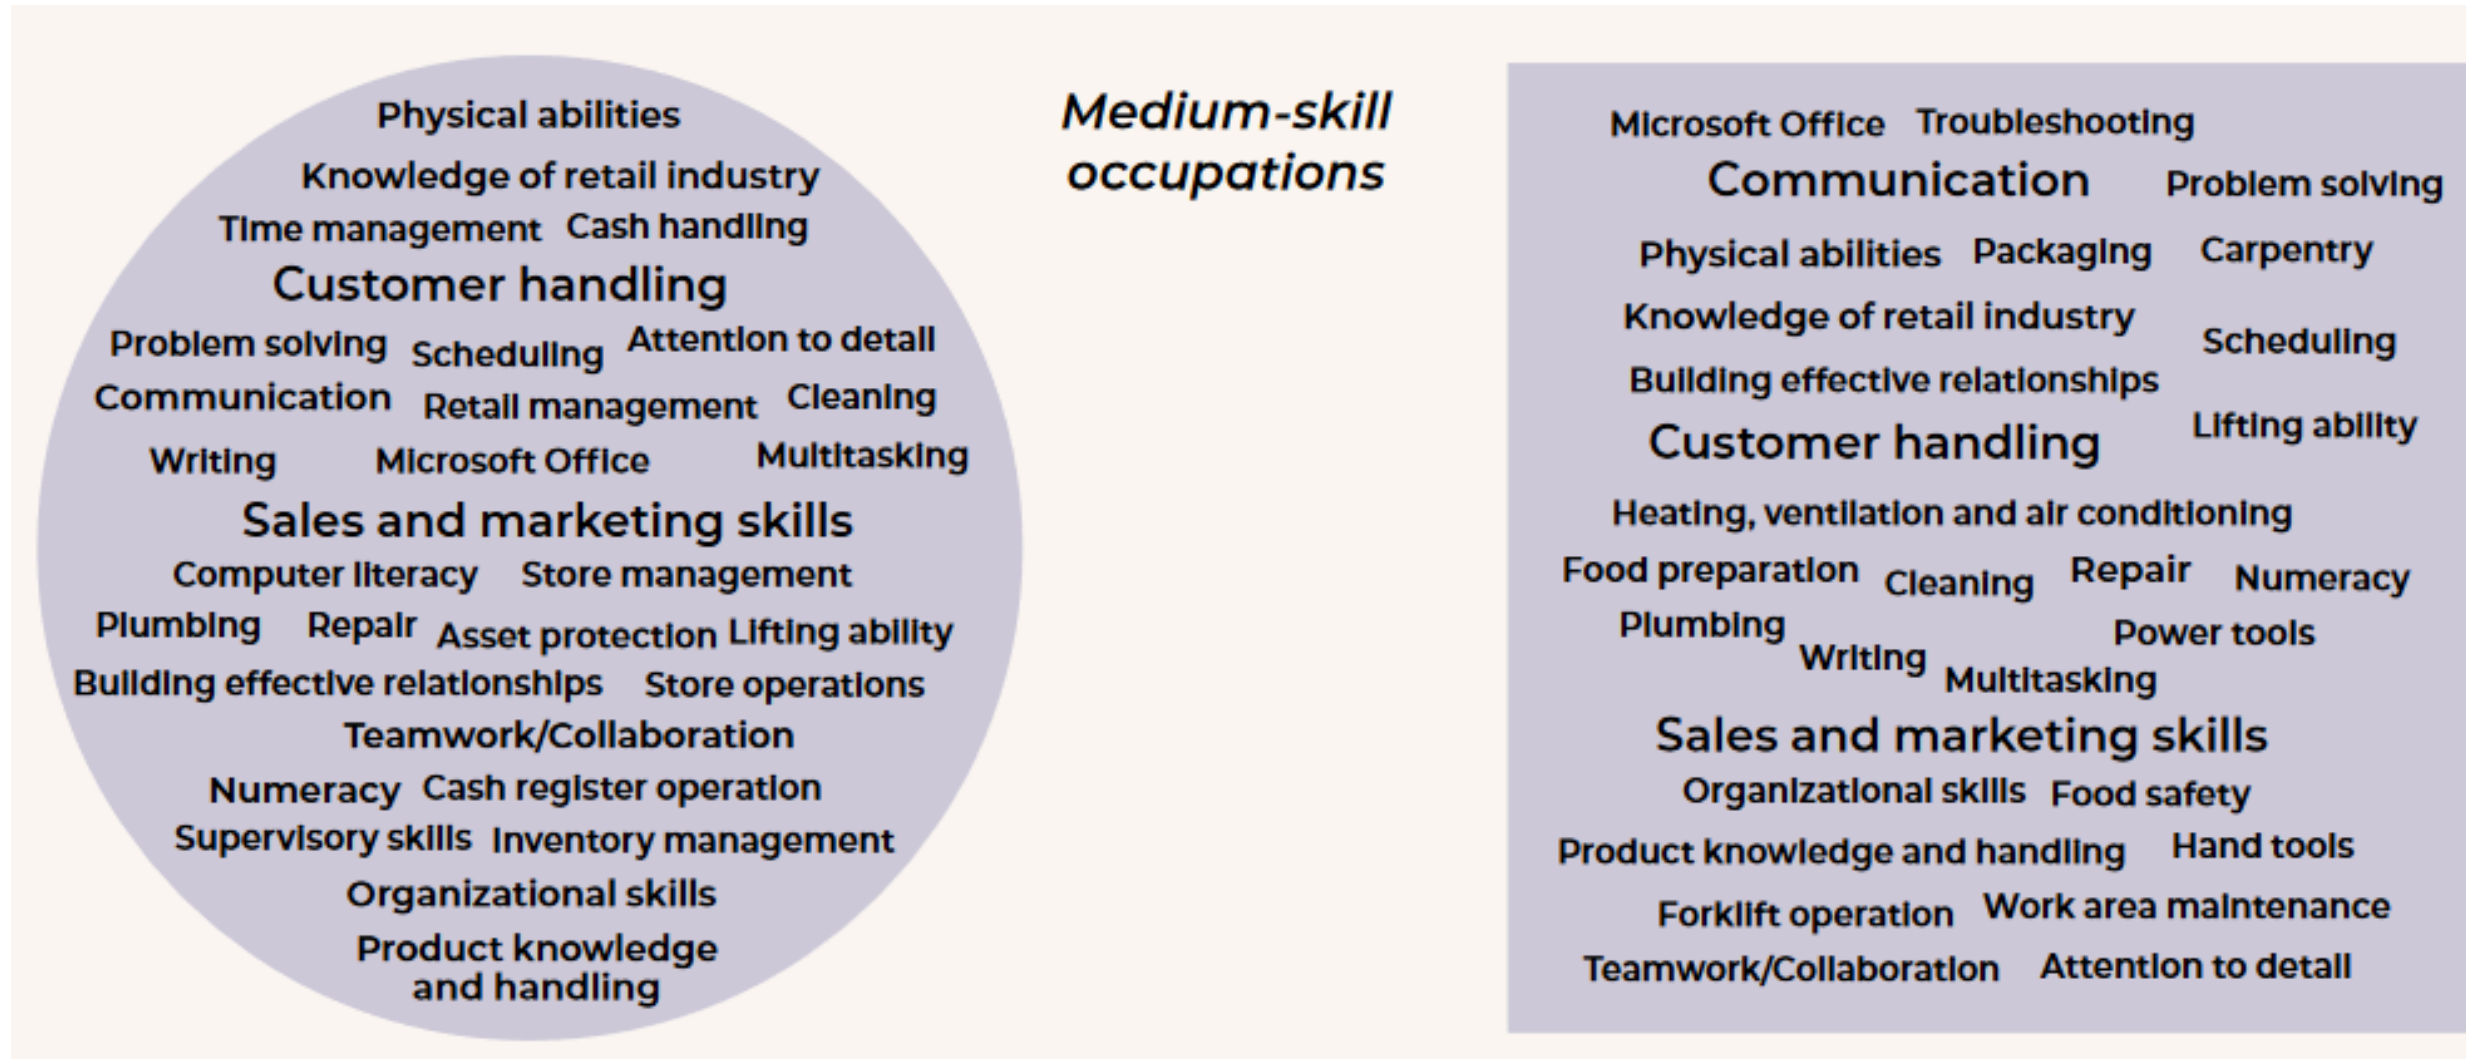 Physical abilities
Knowledge of retail industry
Time management Cash handling
Customer handling
Problem solving Scheduling Attention to detail
Communication Retail management Cleaning
Writing Microsoft Office Multitasking
Sales and marketing skills
Computer literacy Store management
Plumbing Repair Asset protection Lifting ability
Building effective relationships Store operations
Teamwork/Collaboration
Numeracy Cash register operation
Supervisory skills Inventory management
Organizational skills
Product knowledge
and handling
Medium-skill
occupations
Microsoft Office Troubleshooting
Communication Problem solving
Physical abilities Packaging Carpentry
Knowledge of retail industry
Scheduling
Building effective relationships
Lifting ability
Customer handling
Heating, ventilation and air conditioning
Food preparation Cleaning Repair Numeracy
Plumbing Power tools
Writing Multitasking
Sales and marketing skills
Organizational skills Food safety
Product knowledge and handling Hand tools
Forklift operation Work area maintenance
Teamwork/Collaboration Attention to detail